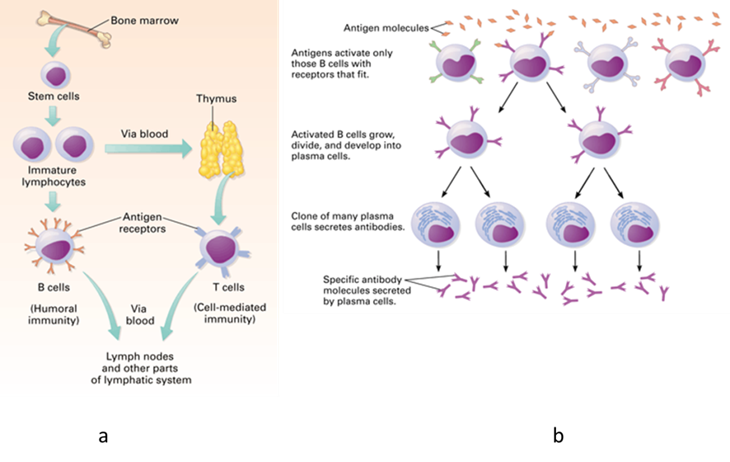 Bone marrow
Stem cells
Thymus
Via blood
Immature
lymphocytes
Antigen
receptors
B cells
T cells
(Humoral
immunity)
Via
blood
(Cell-mediated
immunity)
Lymph nodes
and other parts
of lymphatic system
a
Antigen molecules
Antigens activate only
those B cells with
receptors that fit.
Activated B cells grow,
divide, and develop into
plasma cells.
Clone of many plasma
cells secretes antibodies.
Specific antibody
molecules secreted
by plasma cells.
b